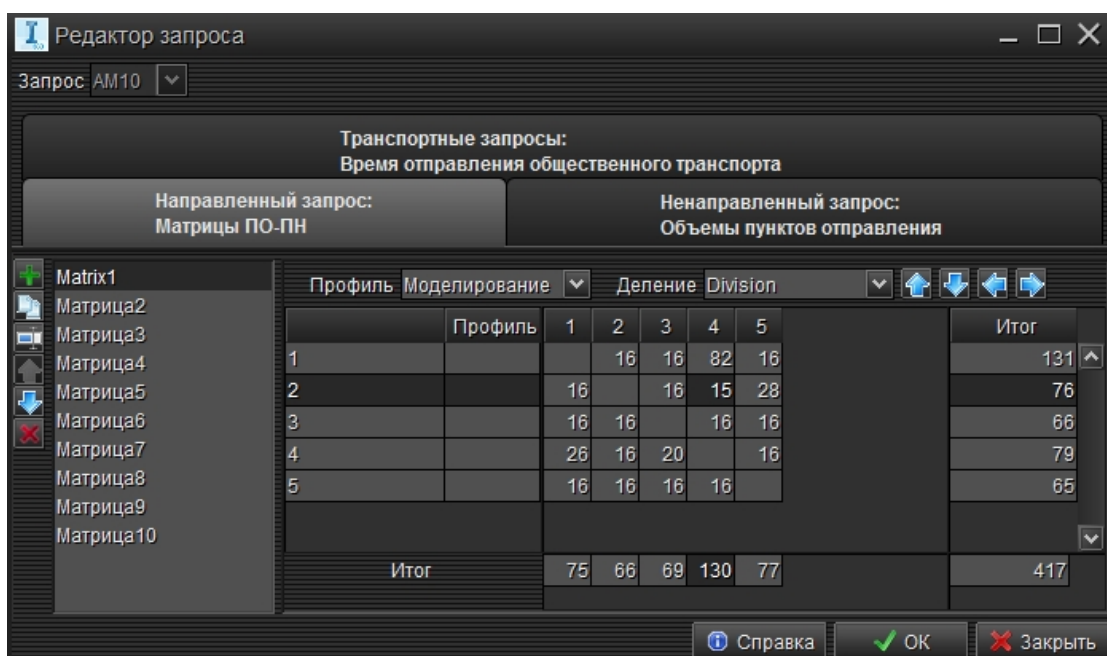 Редактор запроса
Запрос AM10
Транспортные запросы:
Время отправления общественного транспорта
Направленный запрос:
Матрицы ПО-ПН
Ненаправленный запрос:
Объемы пунктов отправления
Matrix1
Матрица2
Матрица3
Матрица4
Матрица5
Матрица6
Матрица7
Матрица8
Матрица9
Матрица10
Профиль Моделирование Деление Division
Профиль 1 2 3 4 5 Итог
1 16 16 82 16 131
2 16 16 15 28 76
3 16 16 16 16 66
4 26 16 20 16 79
5 16 16 16 16 65
Итог 75 66 69 130 77 417
Справка OK Закрыть